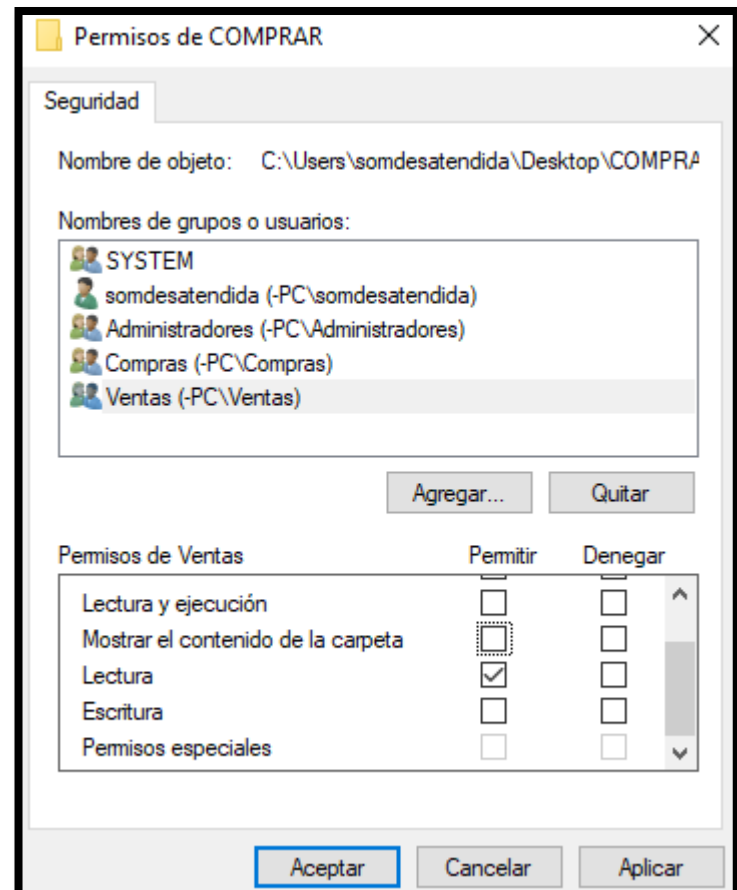 Permisos de COMPRAR
Seguridad
Nombre de objeto: C:\Users\somdesatendida\Desktop\COMPRA
Nombres de grupos o usuarios:
SYSTEM
somdesatendida (-PC\somdesatendida)
Administradores (-PC\Administradores)
Compras (-PC\Compras)
Ventas (-PC\Ventas)
Agregar... Quitar
Permisos de Ventas Permitir Denegar
Lectura y ejecución
Mostrar el contenido de la carpeta
Lectura
Escritura
Permisos especiales
Aceptar Cancelar Aplicar